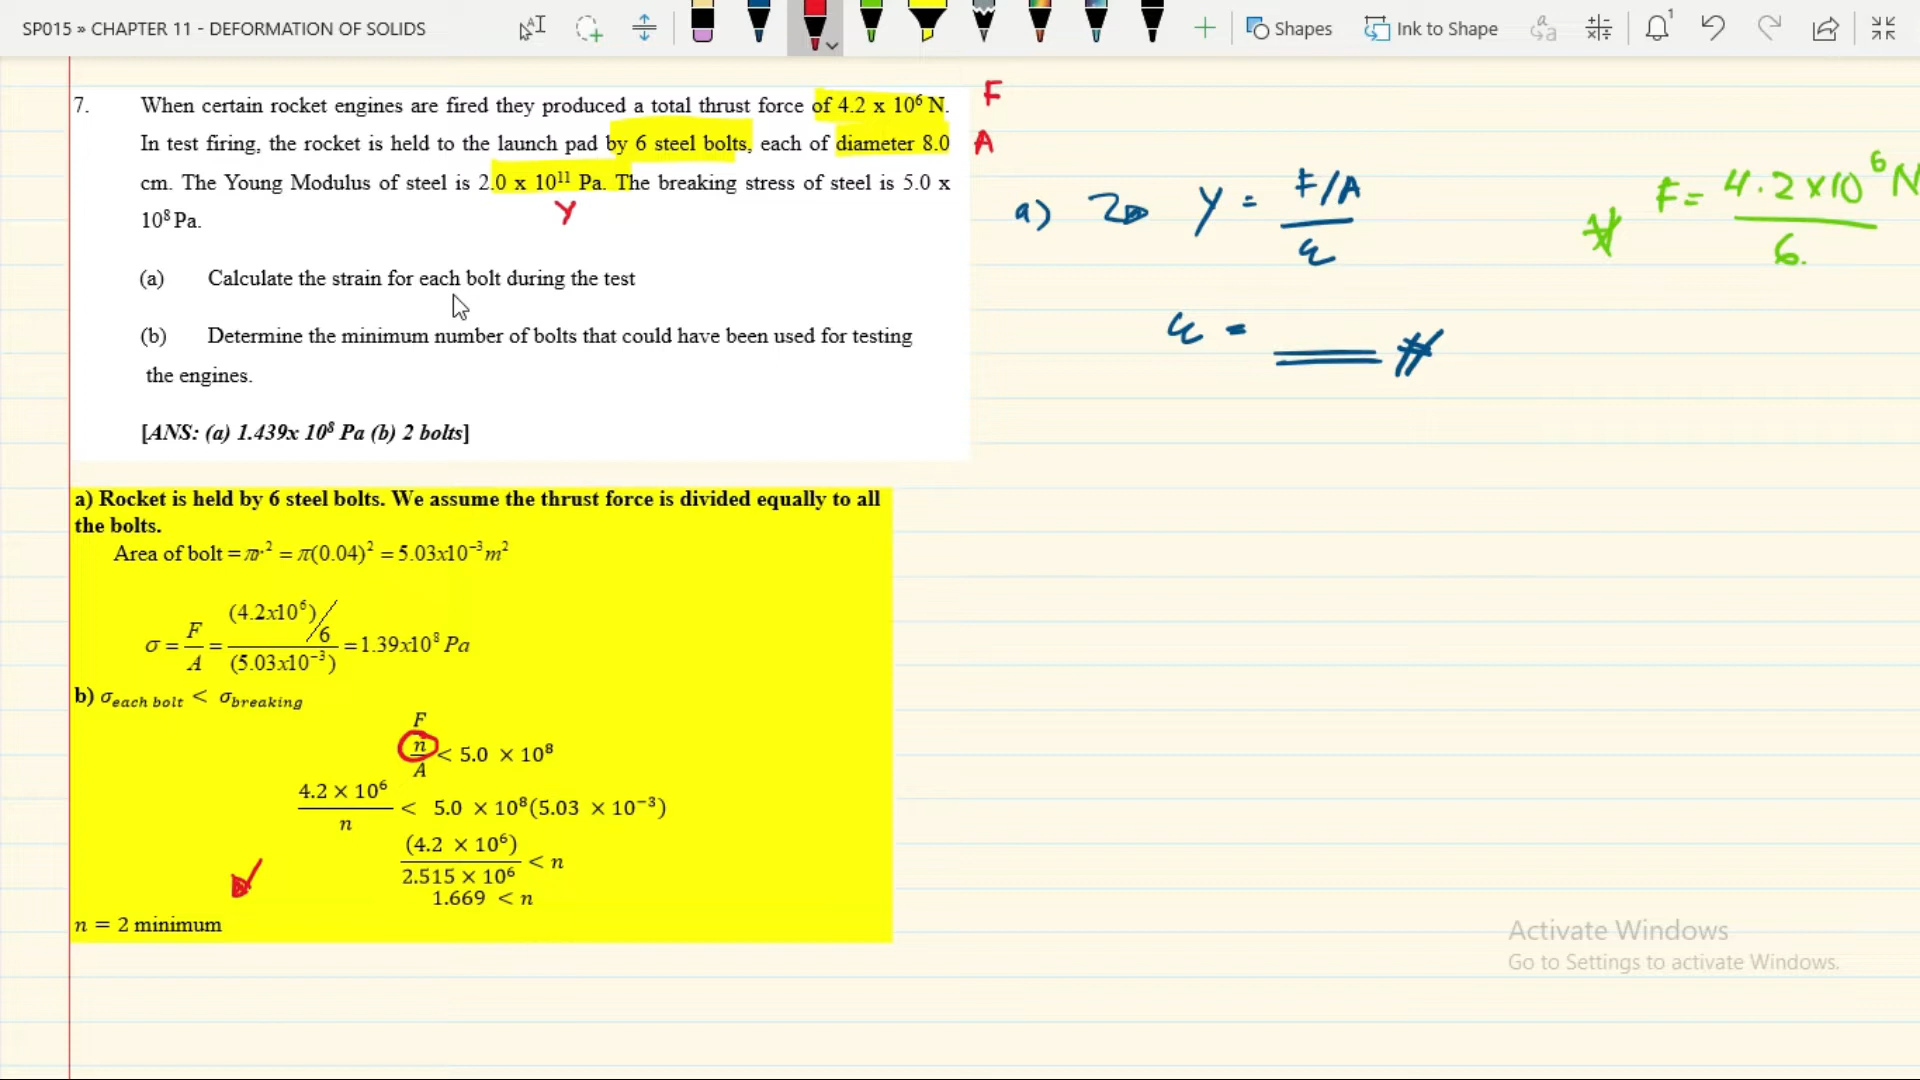 SP015 » CHAPTER 11 - DEFORMATION OF SOLIDS
Shapes
Ink to Shape
1
7. When certain rocket engines are fired they produced a total thrust force of 4.2 x 10⁶ N.
In test firing, the rocket is held to the launch pad by 6 steel bolts, each of diameter 8.0
cm. The Young Modulus of steel is 2.0 x 10¹¹ Pa. The breaking stress of steel is 5.0 x
10⁸ Pa.
F
A
Y
(a) Calculate the strain for each bolt during the test
(b) Determine the minimum number of bolts that could have been used for testing
the engines.
[ANS: (a) 1.439x 10⁸ Pa (b) 2 bolts]
a) Y = F/A
ε
ε =
F = 4.2 x 10⁶ N
6.
a) Rocket is held by 6 steel bolts. We assume the thrust force is divided equally to all
the bolts.
Area of bolt = πr² = π(0.04)² = 5.03x10⁻³ m²
σ = F/A = (4.2x10⁶)/6 / (5.03x10⁻³) = 1.39x10⁸ Pa
b) σ each bolt < σ breaking
F
n
A < 5.0 × 10⁸
4.2 × 10⁶
n < 5.0 × 10⁸(5.03 × 10⁻³)
(4.2 × 10⁶)
2.515 × 10⁶ < n
1.669 < n
n = 2 minimum
Activate Windows
Go to Settings to activate Windows.